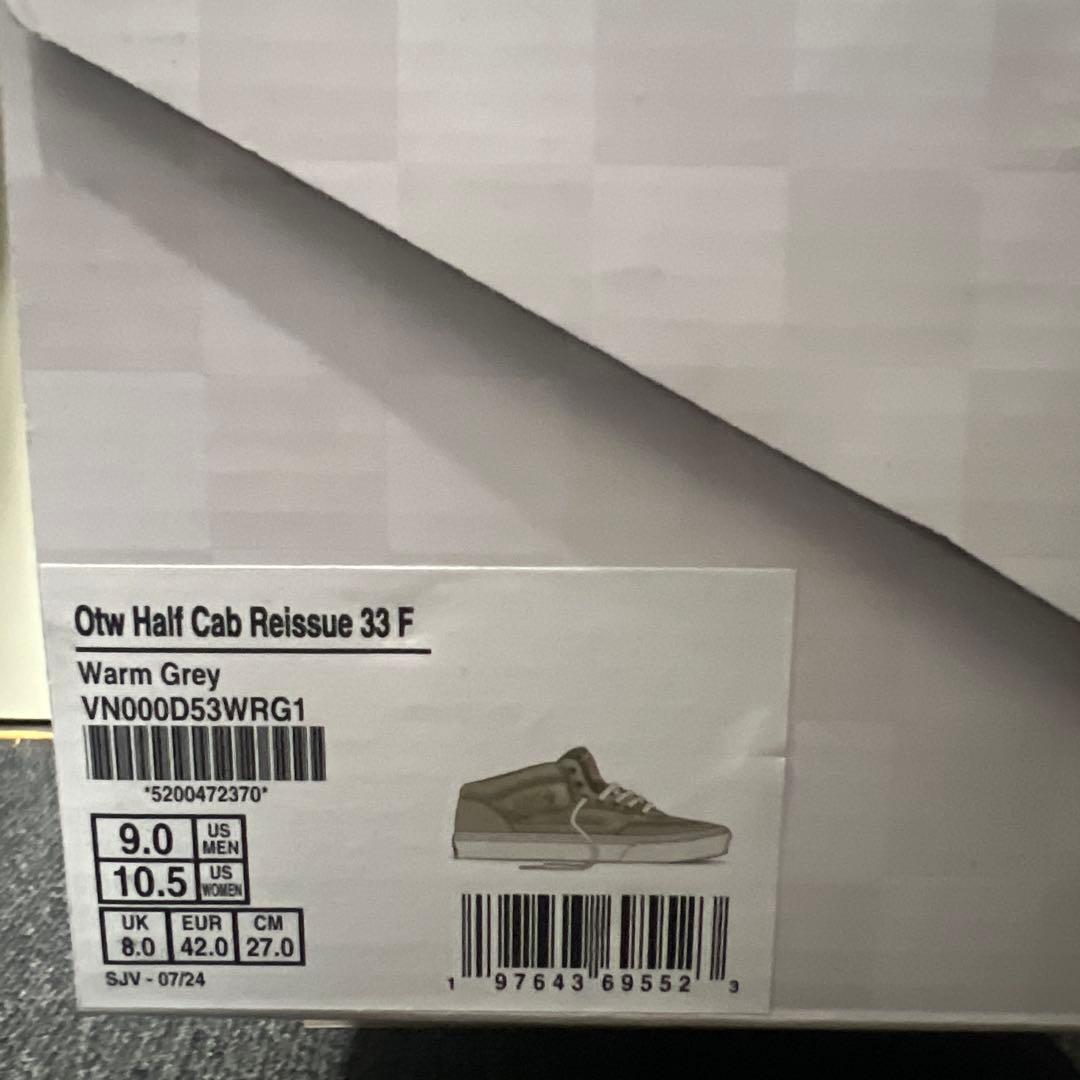 Otw Half Cab Reissue 33 F
Warm Grey
VN000D53WRG1
*5200472370*
9.0 US MEN
10.5 US WOMEN
UK EUR CM
8.0 42.0 27.0
SJV - 07/24
1 97643 69552 3